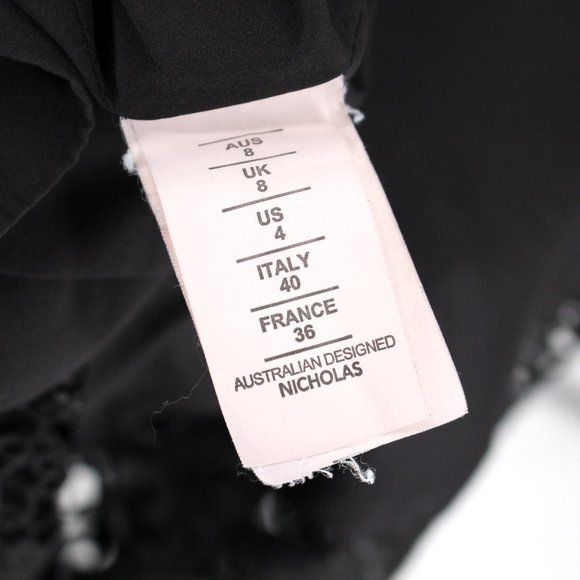 AUS
8
UK
8
US
4
ITALY
40
FRANCE
36
AUSTRALIAN DESIGNED
NICHOLAS